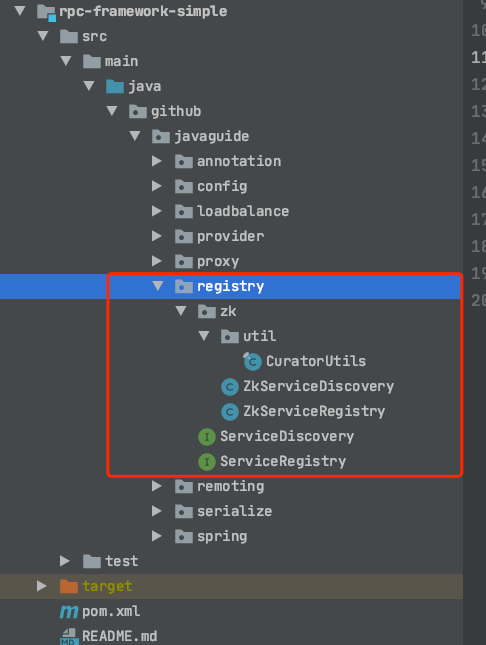 rpc-framework-simple
src
main
java
github
javaguide
annotation
config
loadbalance
provider
proxy
registry
zk
util
C CuratorUtils
C ZkServiceDiscovery
C ZkServiceRegistry
I ServiceDiscovery
I ServiceRegistry
remoting
serialize
spring
test
target
m pom.xml
MD README.md
10
11
12
13
14
15
16
17
18
19
20